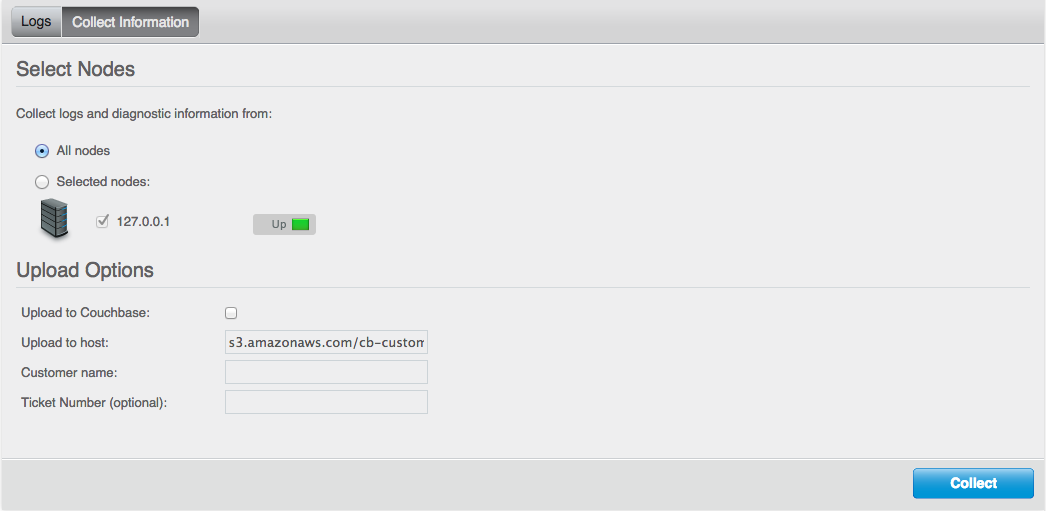 Logs Collect Information
Select Nodes
Collect logs and diagnostic information from:
All nodes
Selected nodes:
127.0.0.1 Up
Upload Options
Upload to Couchbase:
Upload to host: s3.amazonaws.com/cb-custom
Customer name:
Ticket Number (optional):
Collect